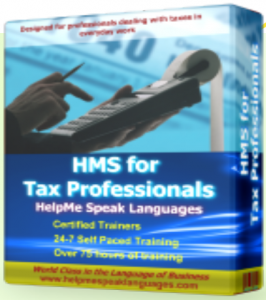 Designed for professionals dealing with taxes in
everyday work
40
HMS for
Tax Professionals
HelpMe Speak Languages
Certified Trainers
24-7 Self Paced Training
Over 75 hours of training
World Class in the Language of Business
www.helpmespeaklanguages.com
HMS for
Tax Professionals